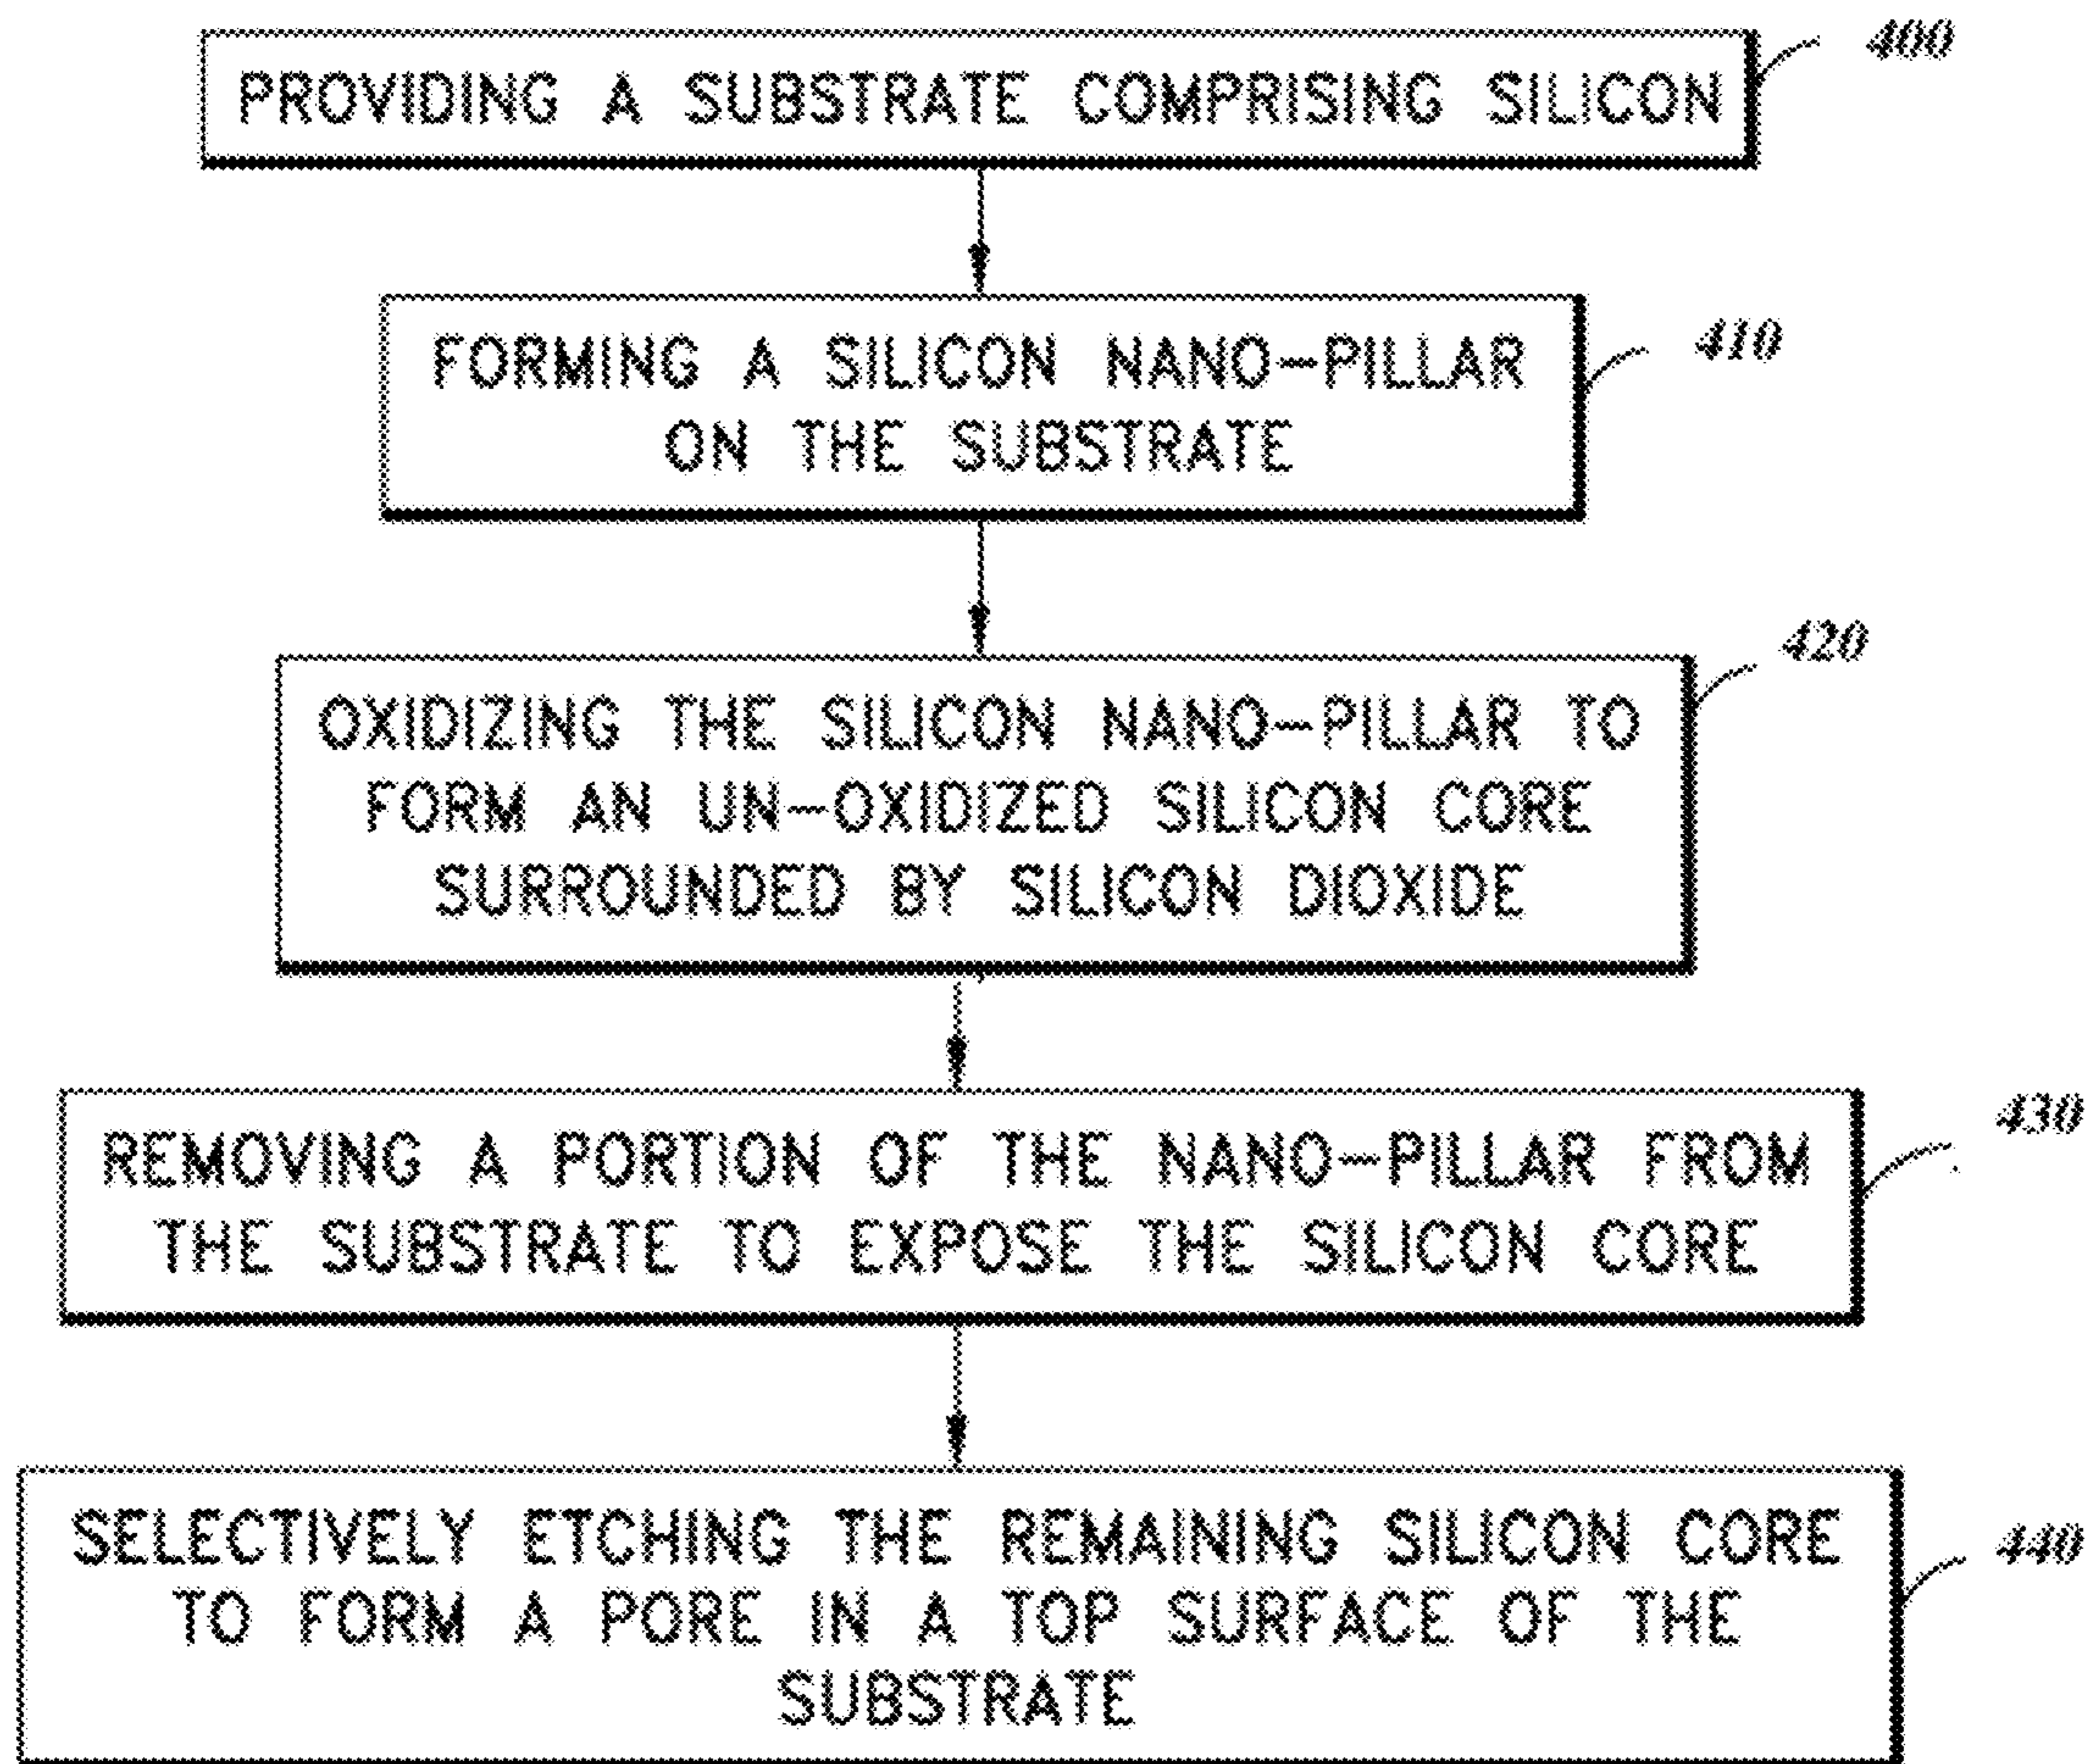 PROVIDING A SUBSTRATE COMPRISING SILICON
400
FORMING A SILICON NANO-PILLAR
ON THE SUBSTRATE
410
OXIDIZING THE SILICON NANO-PILLAR TO
FORM AN UN-OXIDIZED SILICON CORE
SURROUNDED BY SILICON DIOXIDE
420
REMOVING A PORTION OF THE NANO-PILLAR FROM
THE SUBSTRATE TO EXPOSE THE SILICON CORE
430
SELECTIVELY ETCHING THE REMAINING SILICON CORE
TO FORM A PORE IN A TOP SURFACE OF THE
SUBSTRATE
440